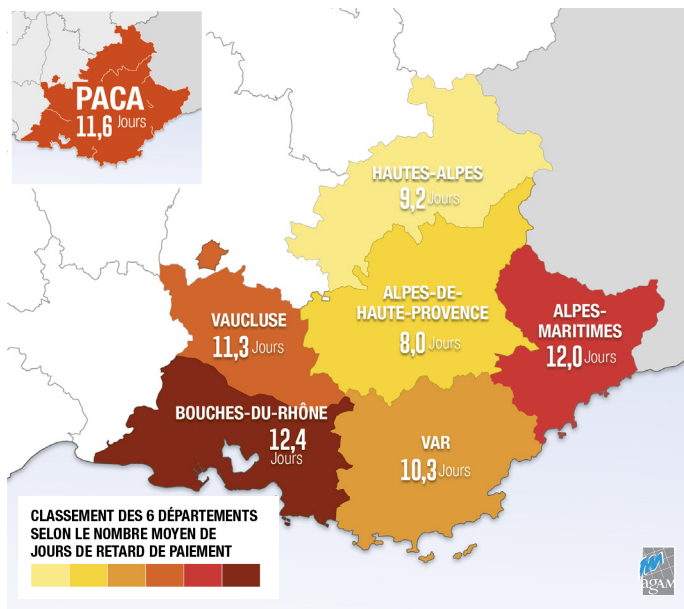 PACA
11,6 Jours
HAUTES-ALPES
9,2 Jours
ALPES-DE-
HAUTE-PROVENCE
8,0 Jours
ALPES-
MARITIMES
12,0 Jours
VAUCLUSE
11,3 Jours
BOUCHES-DU-RHÔNE
12,4
Jours
VAR
10,3 Jours
CLASSEMENT DES 6 DÉPARTEMENTS
SELON LE NOMBRE MOYEN DE
JOURS DE RETARD DE PAIEMENT
agAM